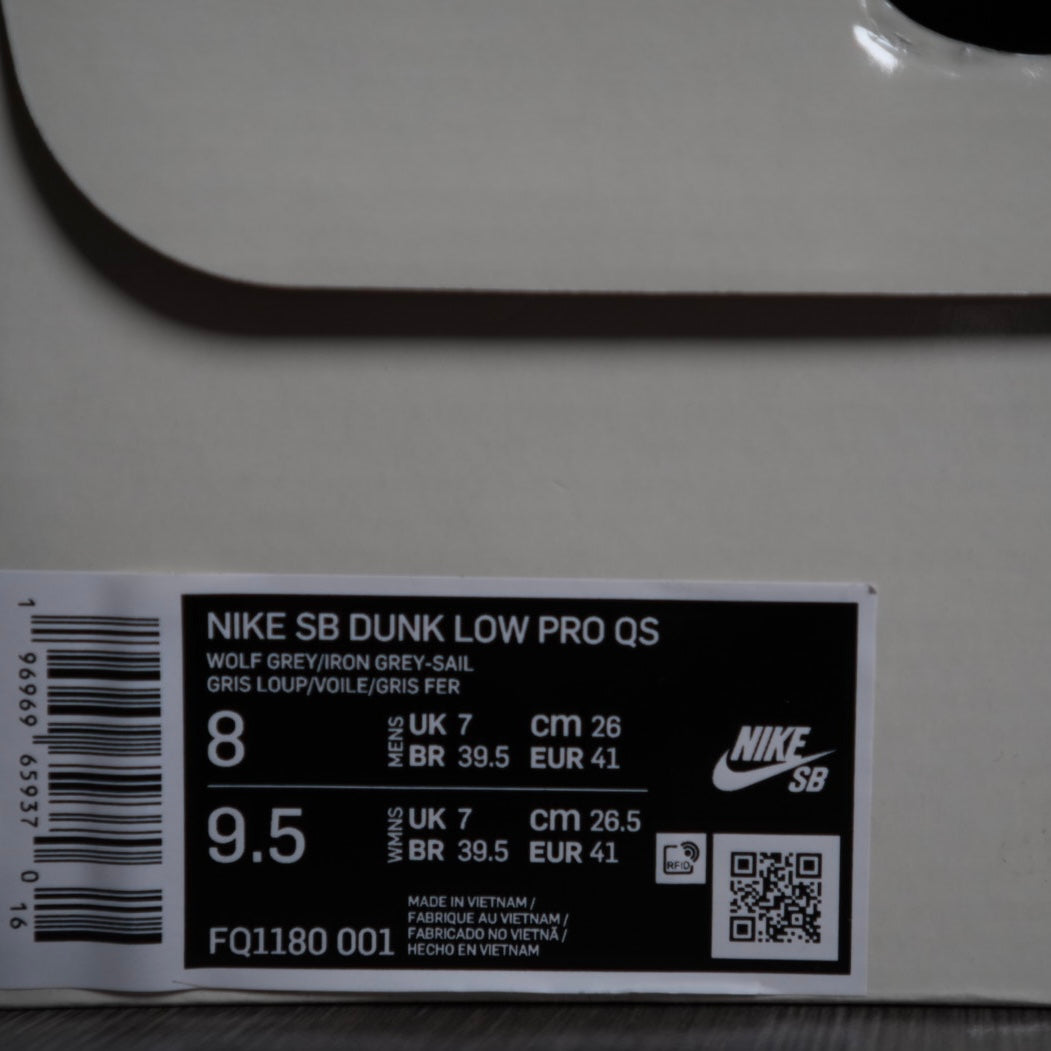 NIKE SB DUNK LOW PRO QS
WOLF GREY/IRON GREY-SAIL
GRIS LOUP/VOILE/GRIS FER
8 MENS UK 7 cm 26
BR 39.5 EUR 41
9.5 WMNS UK 7 cm 26.5
BR 39.5 EUR 41
NIKE
SB
RFID
MADE IN VIETNAM /
FABRIQUE AU VIETNAM /
FABRICADO NO VIETNÃ /
HECHO EN VIETNAM
FQ1180 001
1 96969 65937 0 16